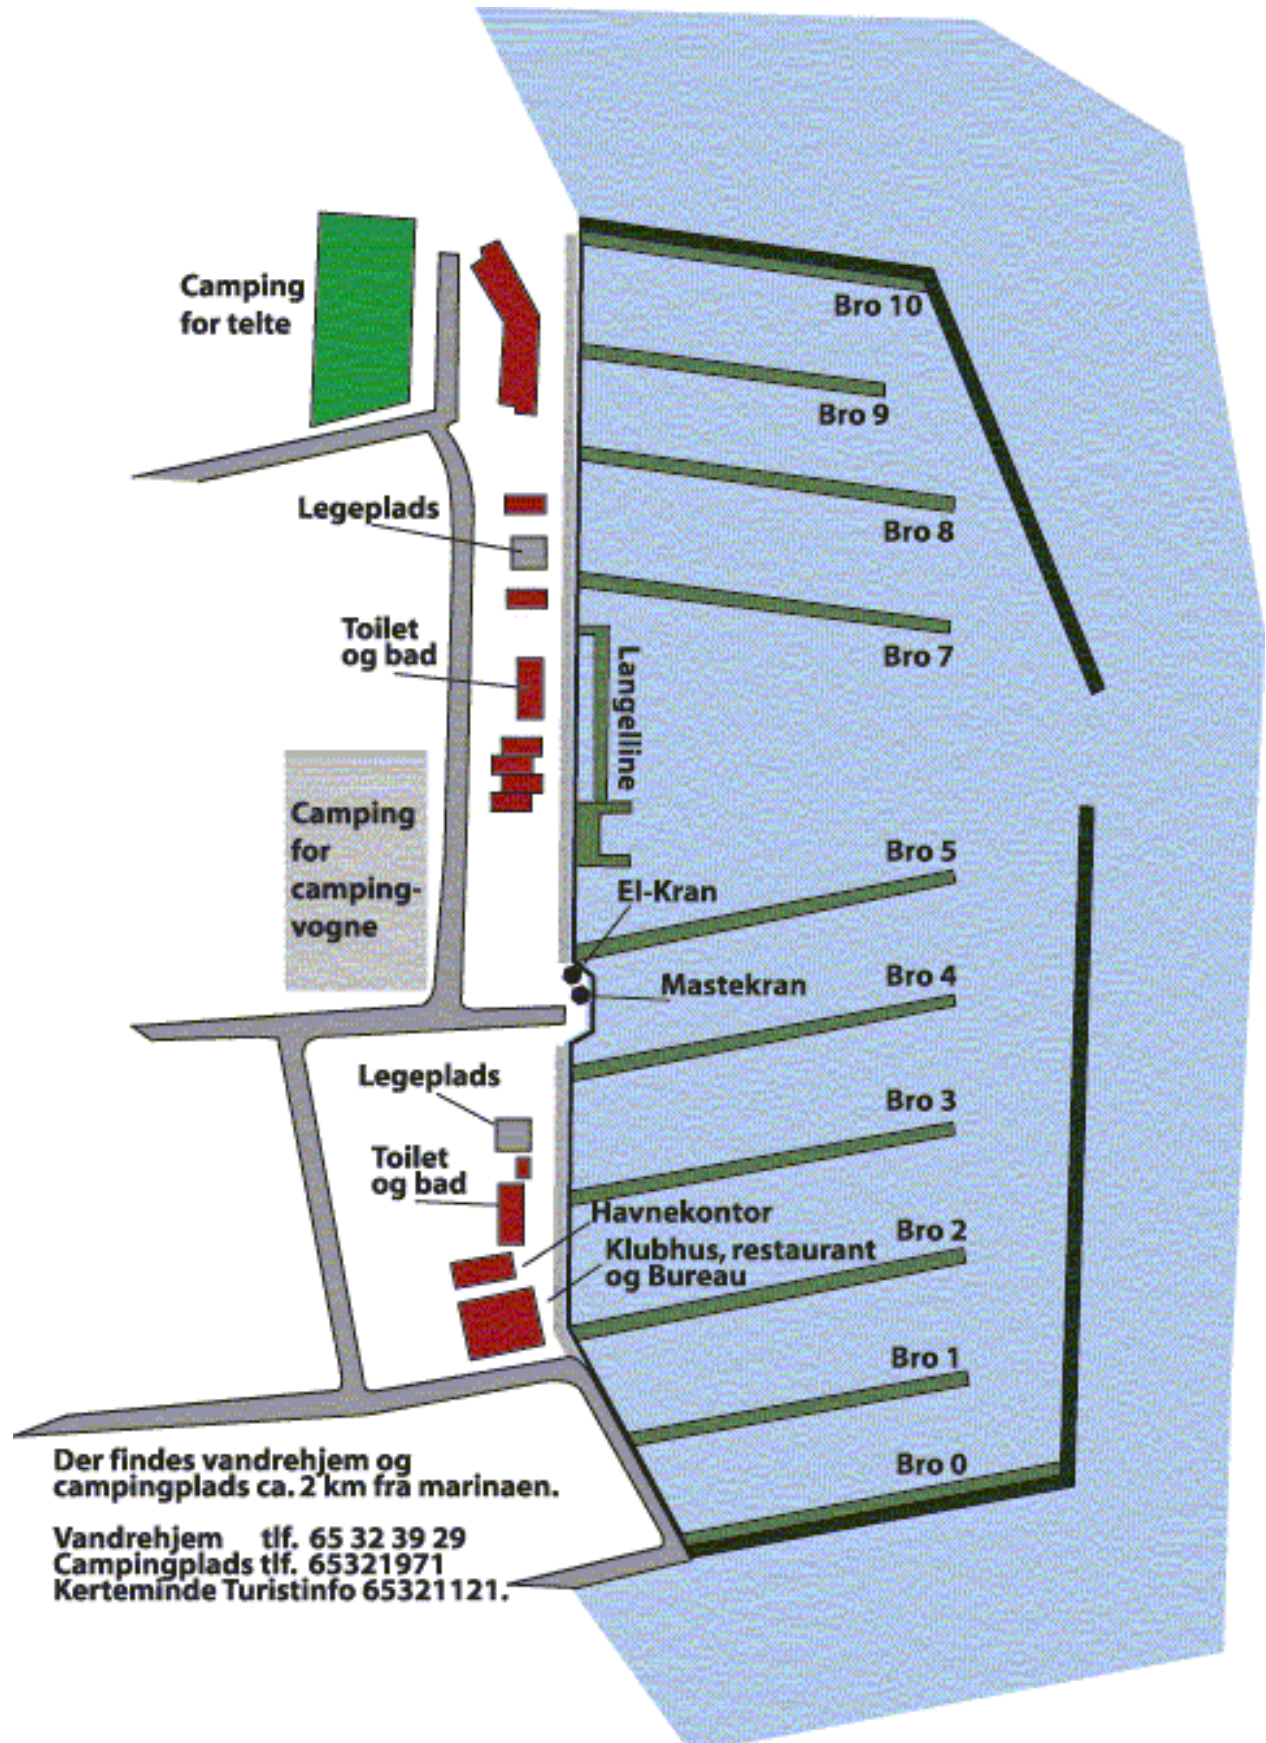 Camping
for telte
Bro 10
Bro 9
Legeplads
Bro 8
Toilet
og bad
Langelline
Bro 7
Camping
for
camping-
vogne
Bro 5
El-Kran
Mastekran
Bro 4
Legeplads
Bro 3
Toilet
og bad
Havnekontor
Bro 2
Klubhus, restaurant
og Bureau
Bro 1
Bro 0
Der findes vandrehjem og
campingplads ca. 2 km fra marinaen.
Vandrehjem tlf. 65 32 39 29
Campingplads tlf. 65321971
Kerteminde Turistinfo 65321121.